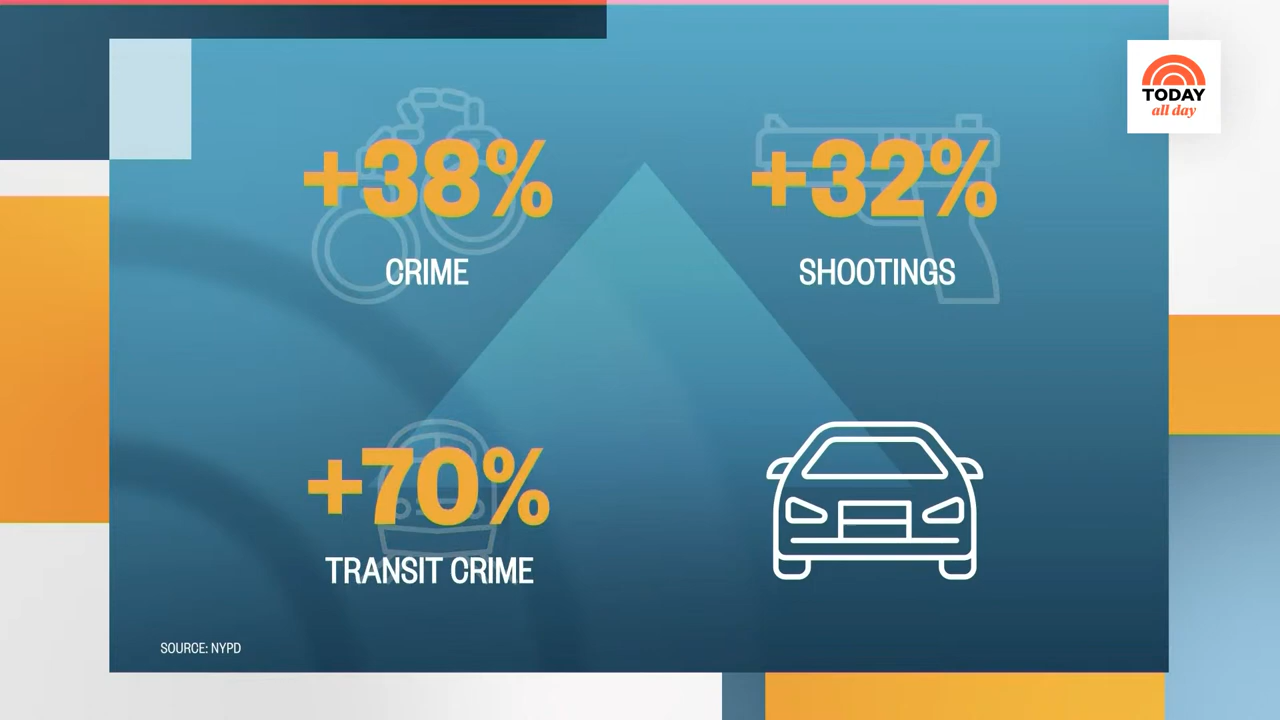 TODAY
all day
+38%
CRIME
+32%
SHOOTINGS
+70%
TRANSIT CRIME
SOURCE: NYPD